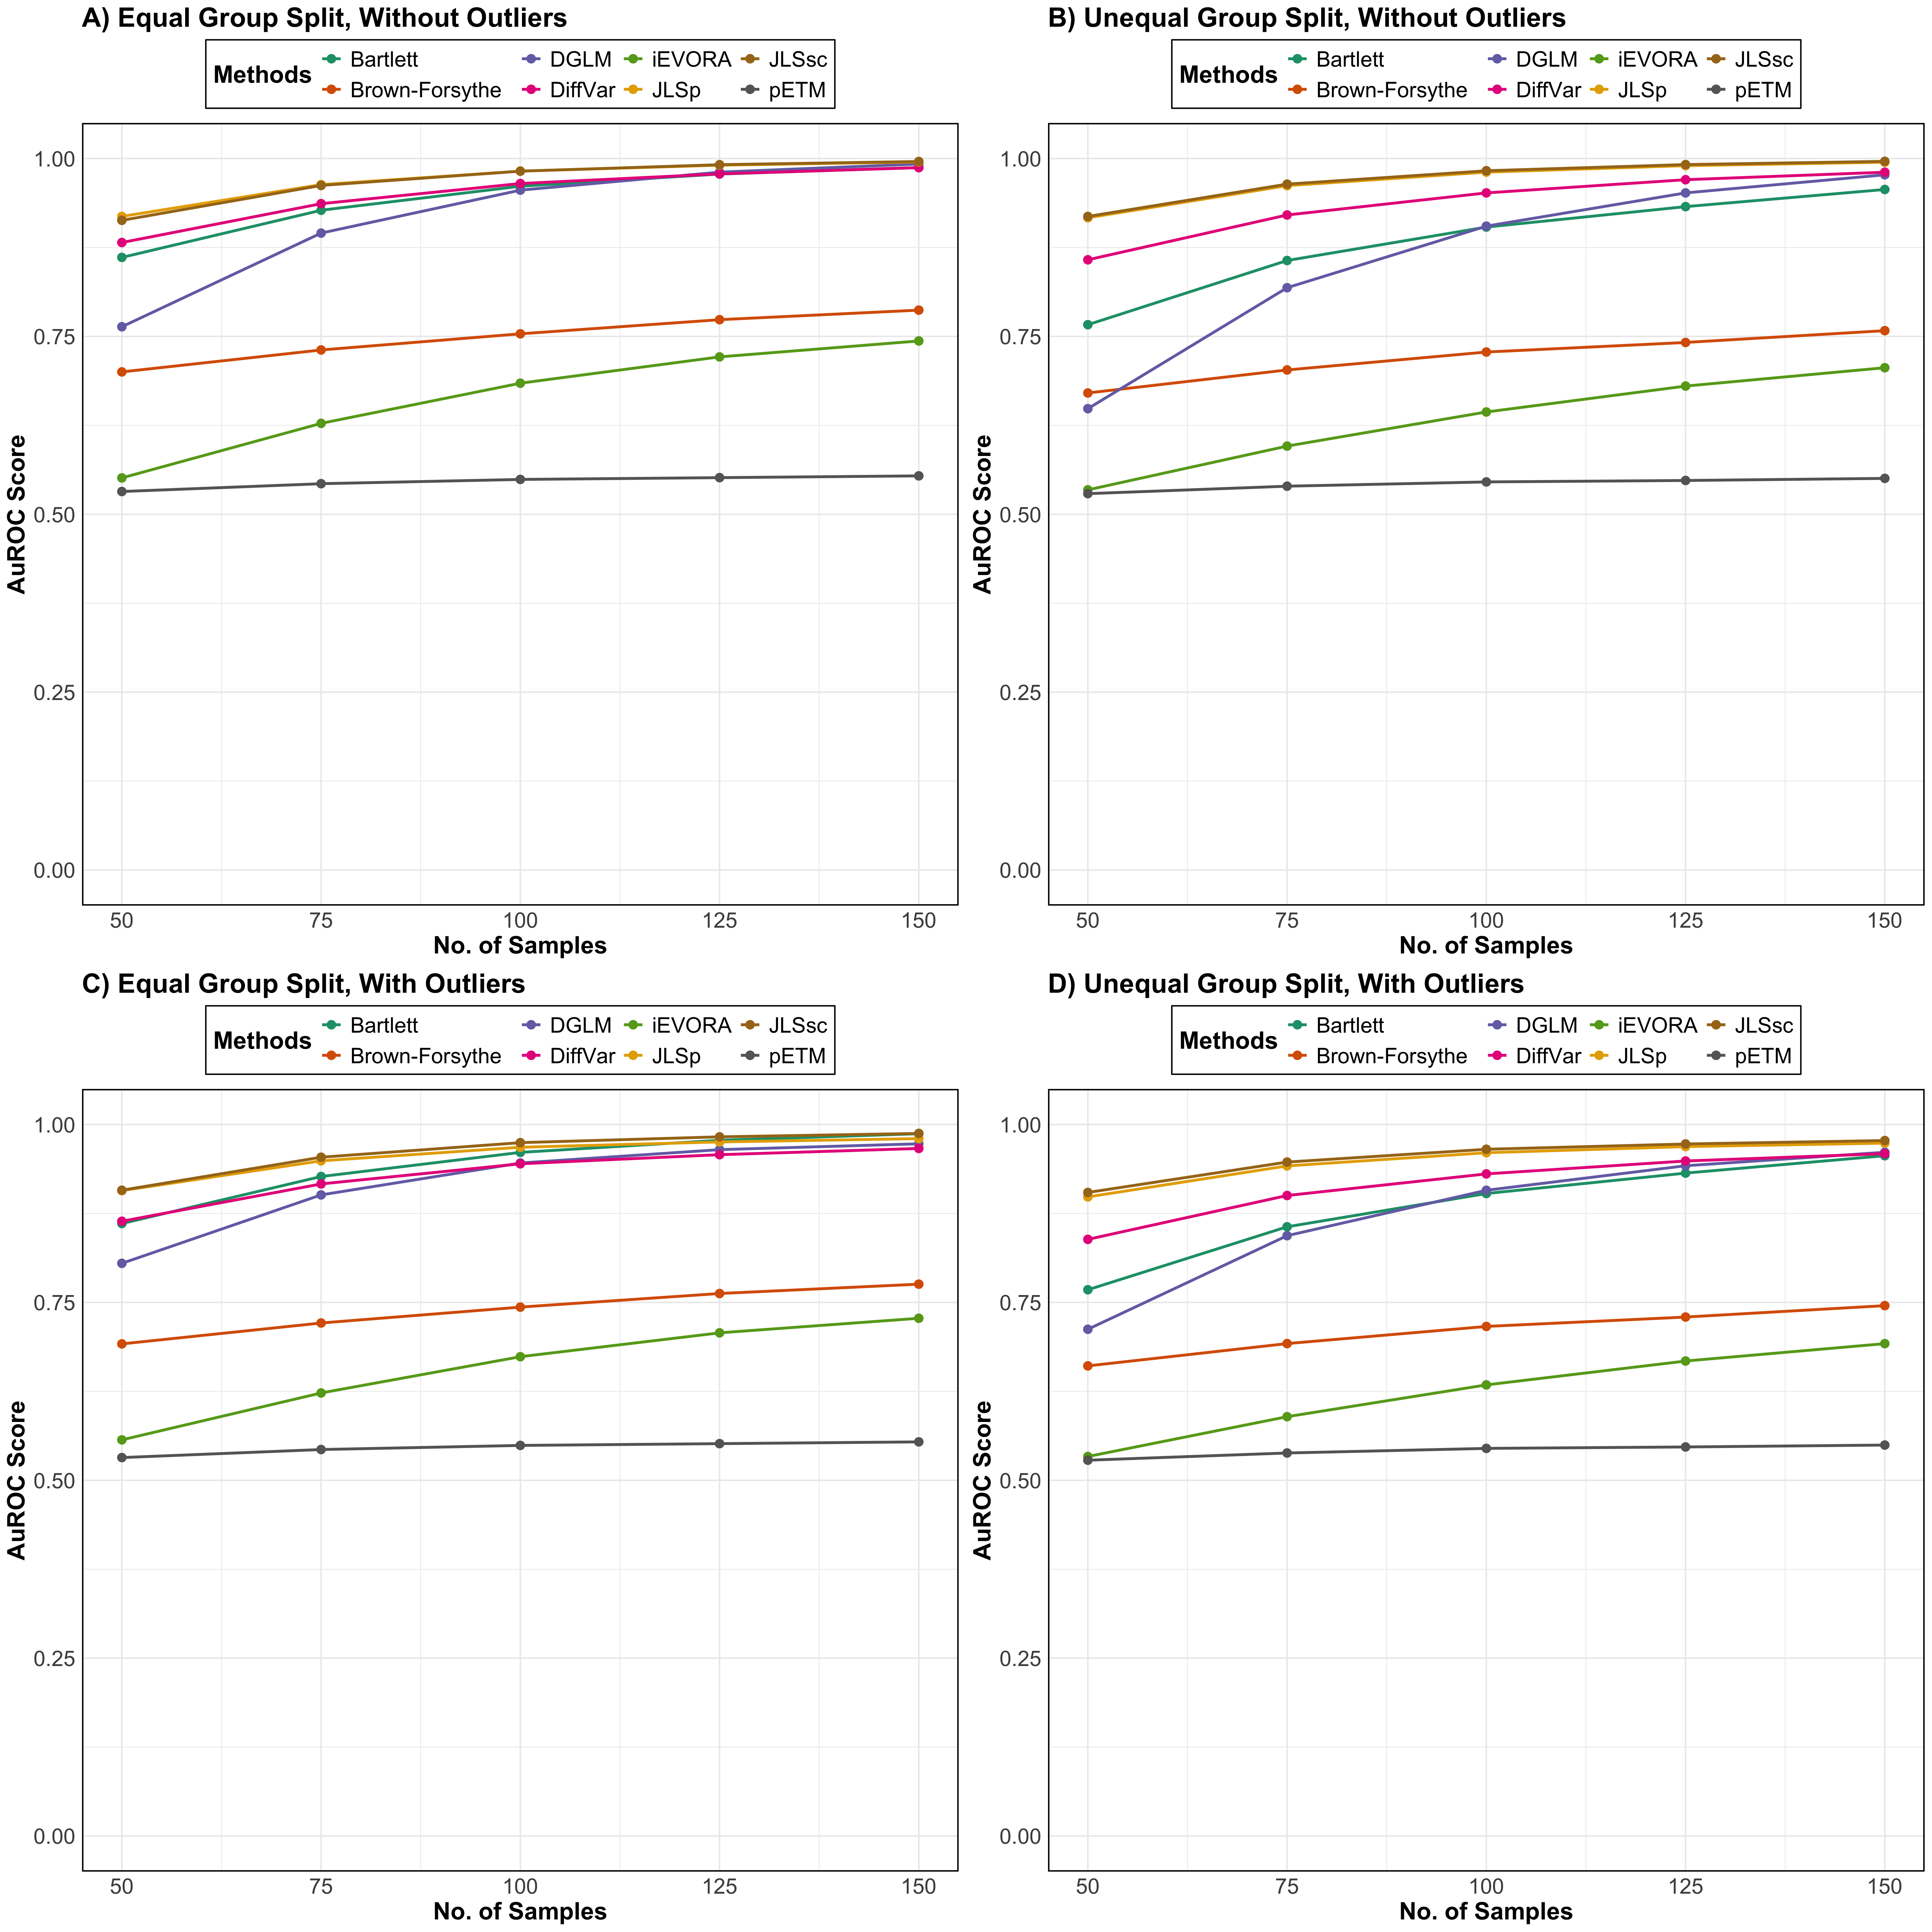 A) Equal Group Split, Without Outliers
Methods
Bartlett
DGLM
iEVORA
JLSsc
Brown-Forsythe
DiffVar
JLSp
pETM
1.00
0.75
0.50
0.25
0.00
AuROC Score
50 75 100 125 150
No. of Samples
B) Unequal Group Split, Without Outliers
Methods
Bartlett
DGLM
iEVORA
JLSsc
Brown-Forsythe
DiffVar
JLSp
pETM
1.00
0.75
0.50
0.25
0.00
AuROC Score
50 75 100 125 150
No. of Samples
C) Equal Group Split, With Outliers
Methods
Bartlett
DGLM
iEVORA
JLSsc
Brown-Forsythe
DiffVar
JLSp
pETM
1.00
0.75
0.50
0.25
0.00
AuROC Score
50 75 100 125 150
No. of Samples
D) Unequal Group Split, With Outliers
Methods
Bartlett
DGLM
iEVORA
JLSsc
Brown-Forsythe
DiffVar
JLSp
pETM
1.00
0.75
0.50
0.25
0.00
AuROC Score
50 75 100 125 150
No. of Samples